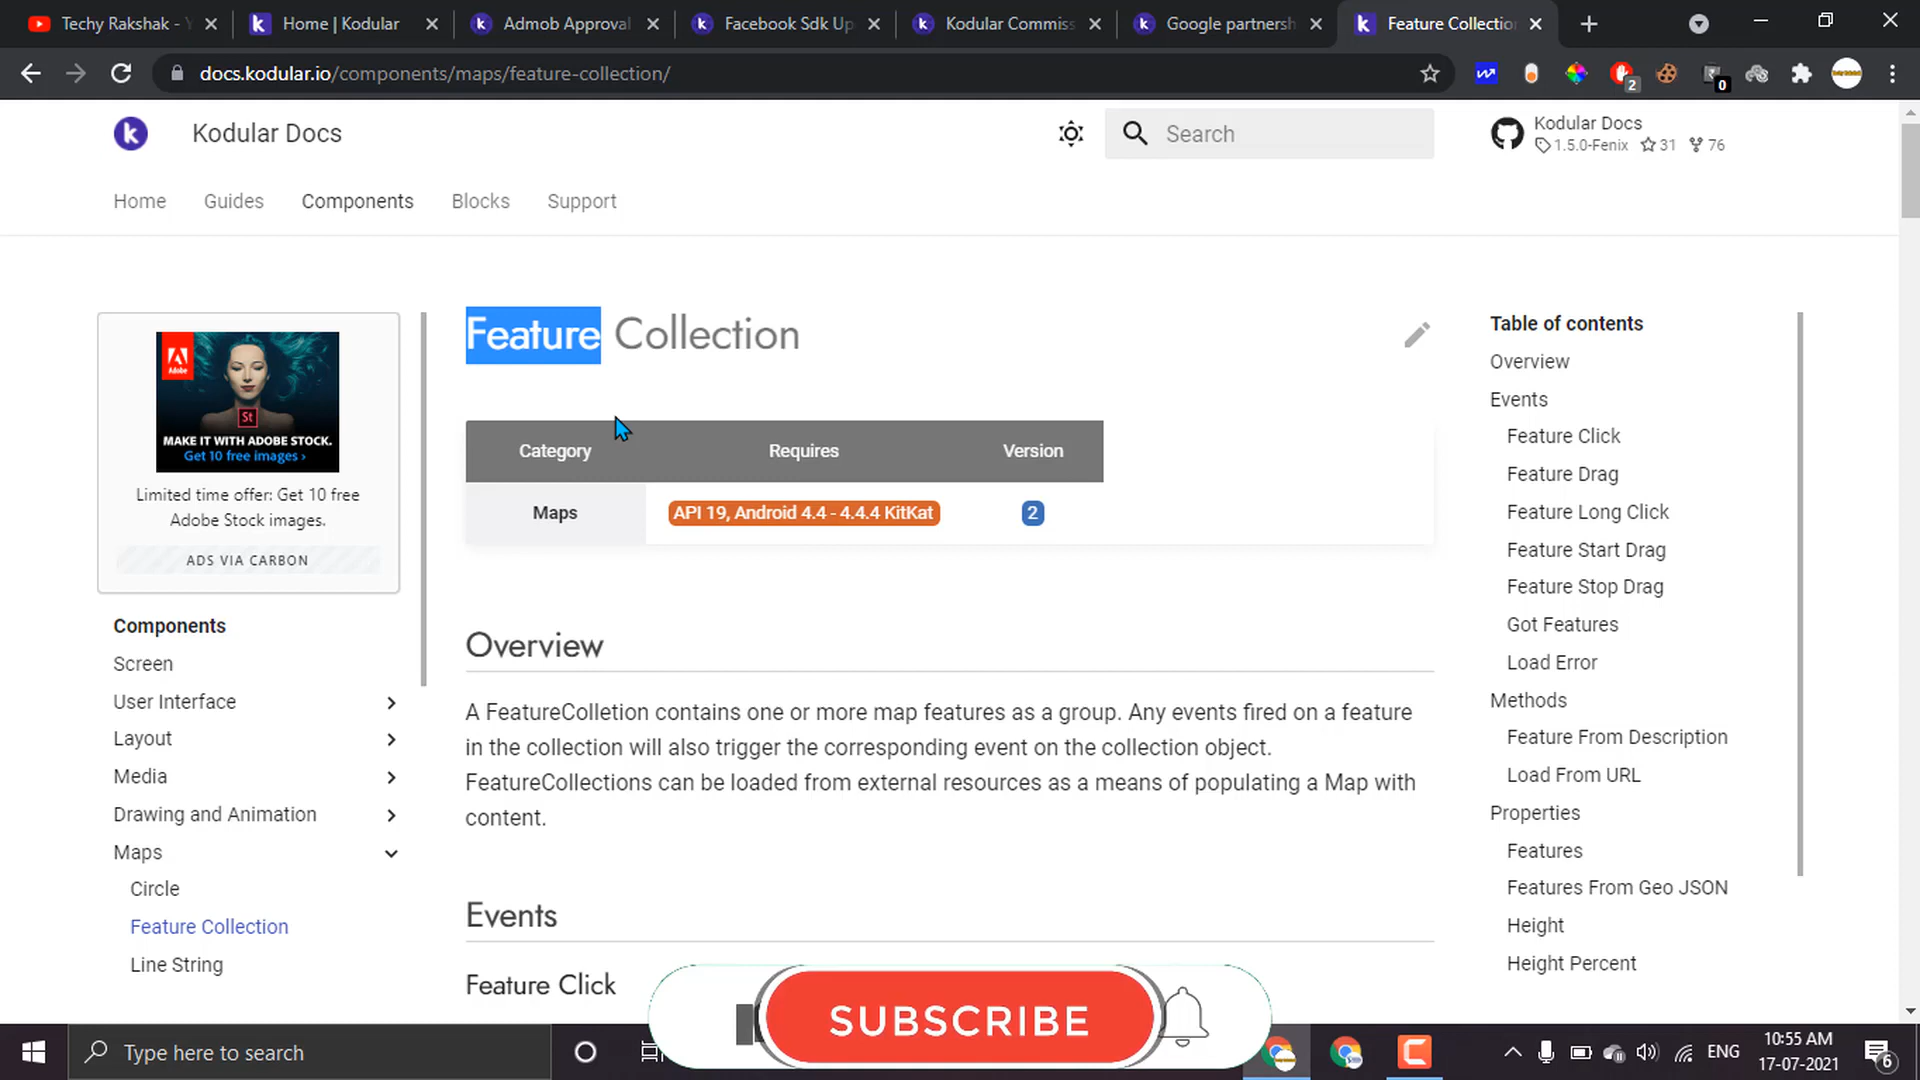 Techy Rakshak - Y
Home | Kodular
Admob Approval
Facebook Sdk Up
Kodular Commiss
Google partnersh
Feature Collectio
docs.kodular.io/components/maps/feature-collection/
2
0
k
Kodular Docs
Search
Kodular Docs
1.5.0-Fenix 31 76
Home
Guides
Components
Blocks
Support
Adobe
St
MAKE IT WITH ADOBE STOCK.
Get 10 free images ›
Limited time offer: Get 10 free
Adobe Stock images.
ADS VIA CARBON
Components
Screen
User Interface
Layout
Media
Drawing and Animation
Maps
Circle
Feature Collection
Line String
Feature Collection
Category Requires Version
Maps API 19, Android 4.4 - 4.4.4 KitKat 2
Overview
A FeatureColletion contains one or more map features as a group. Any events fired on a feature
in the collection will also trigger the corresponding event on the collection object.
FeatureCollections can be loaded from external resources as a means of populating a Map with
content.
Events
Feature Click
Table of contents
Overview
Events
Feature Click
Feature Drag
Feature Long Click
Feature Start Drag
Feature Stop Drag
Got Features
Load Error
Methods
Feature From Description
Load From URL
Properties
Features
Features From Geo JSON
Height
Height Percent
SUBSCRIBE
Type here to search
ENG
10:55 AM
17-07-2021
6